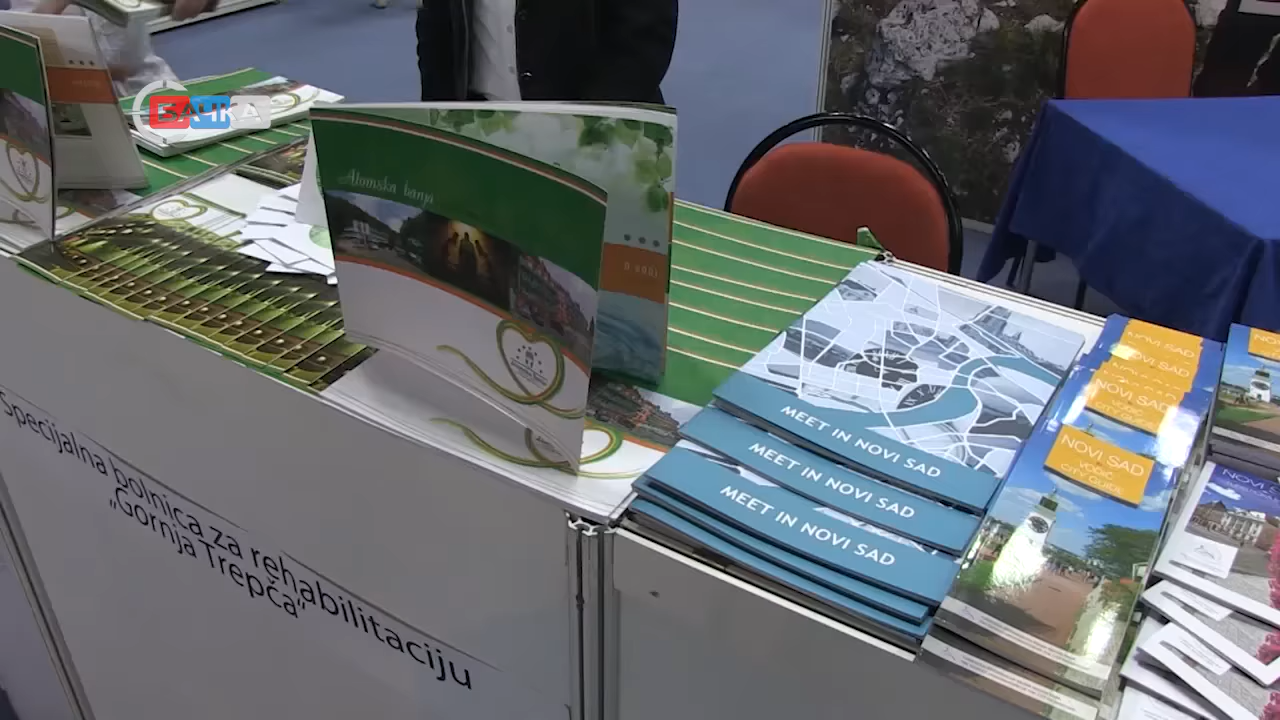 БАЧКА
Atomska banja
O vodi
MEET IN NOVI SAD
MEET IN NOVI SAD
MEET IN NOVI SAD
NOVI SAD
NOVI SAD
NOVI SAD
NOVI SAD
VODIČ
CITY GUIDE
Specijalna bolnica za rehabilitaciju
„Gornja Trepča“